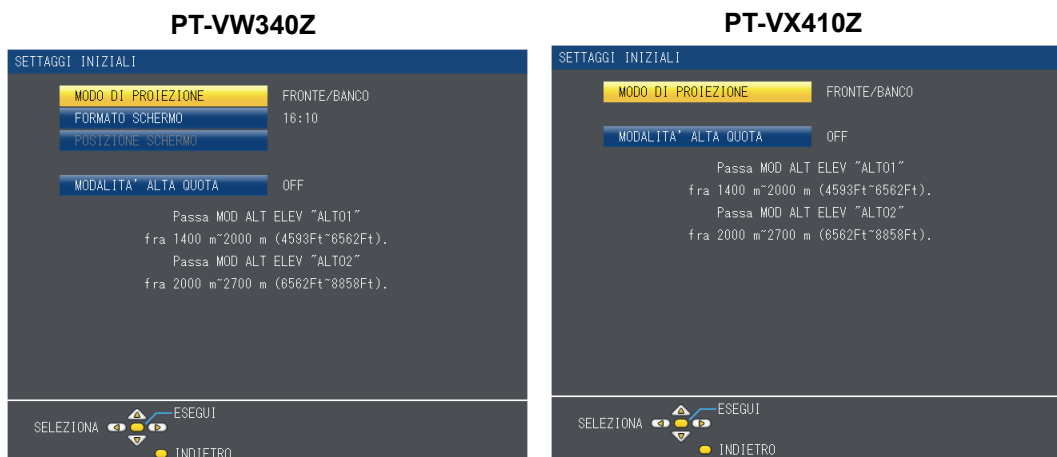 PT-VW340Z
SETTAGGI INIZIALI
MODO DI PROIEZIONE FRONTE/BANCO
FORMATO SCHERMO 16:10
POSIZIONE SCHERMO
MODALITA' ALTA QUOTA OFF
Passa MOD ALT ELEV "ALTO1"
fra 1400 m~2000 m (4593Ft~6562Ft).
Passa MOD ALT ELEV "ALTO2"
fra 2000 m~2700 m (6562Ft~8858Ft).
SELEZIONA
ESEGUI
INDIETRO
PT-VX410Z
SETTAGGI INIZIALI
MODO DI PROIEZIONE FRONTE/BANCO
MODALITA' ALTA QUOTA OFF
Passa MOD ALT ELEV "ALTO1"
fra 1400 m~2000 m (4593Ft~6562Ft).
Passa MOD ALT ELEV "ALTO2"
fra 2000 m~2700 m (6562Ft~8858Ft).
SELEZIONA
ESEGUI
INDIETRO